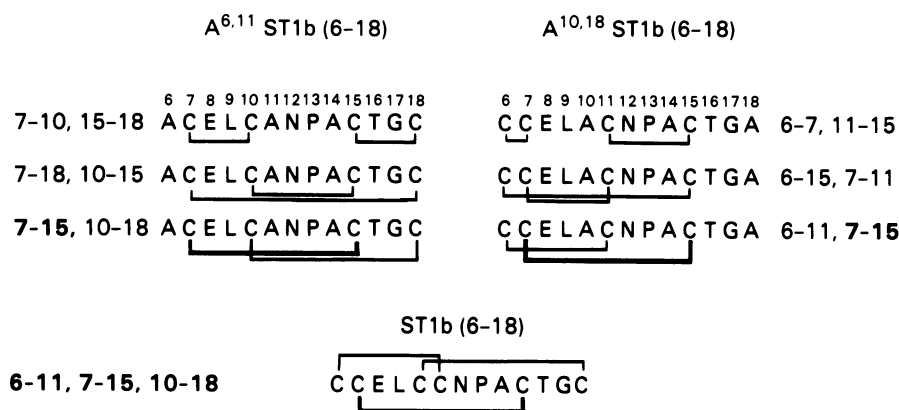 A6,11 ST1b (6–18) A10,18 ST1b (6–18)
6 7 8 9 10 11 12 13 14 15 16 17 18 6 7 8 9 10 11 12 13 14 15 16 17 18
7–10, 15–18 A C E L C A N P A C T G C C C E L A C N P A C T G A 6–7, 11–15
7–18, 10–15 A C E L C A N P A C T G C C C E L A C N P A C T G A 6–15, 7–11
7–15, 10–18 A C E L C A N P A C T G C C C E L A C N P A C T G A 6–11, 7–15
ST1b (6–18)
6–11, 7–15, 10–18 C C E L C C N P A C T G C